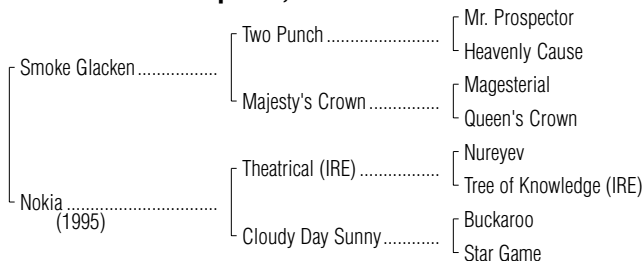 Mr. Prospector
Two Punch ......................
Heavenly Cause
Smoke Glacken ................
Magesterial
Majesty's Crown ..............
Queen's Crown
Nureyev
Theatrical (IRE) ................
Tree of Knowledge (IRE)
Nokia ..............................
(1995)
Buckaroo
Cloudy Day Sunny ...........
Star Game